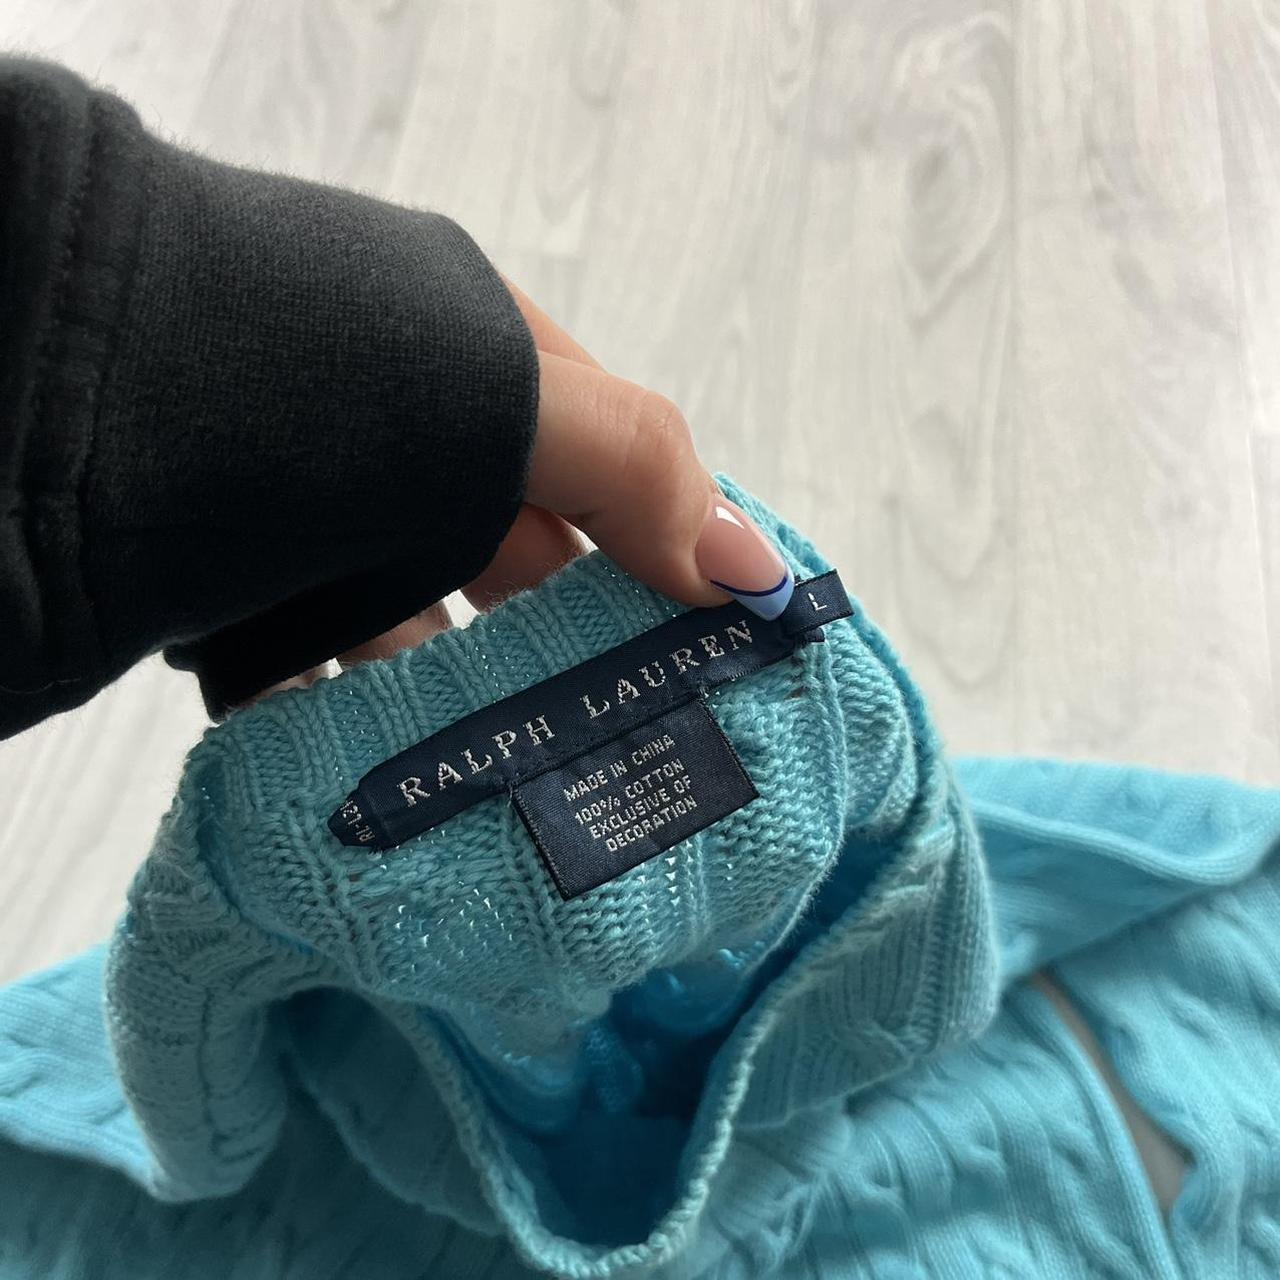 L
RALPH LAUREN
MADE IN CHINA
100% COTTON
EXCLUSIVE OF
DECORATION